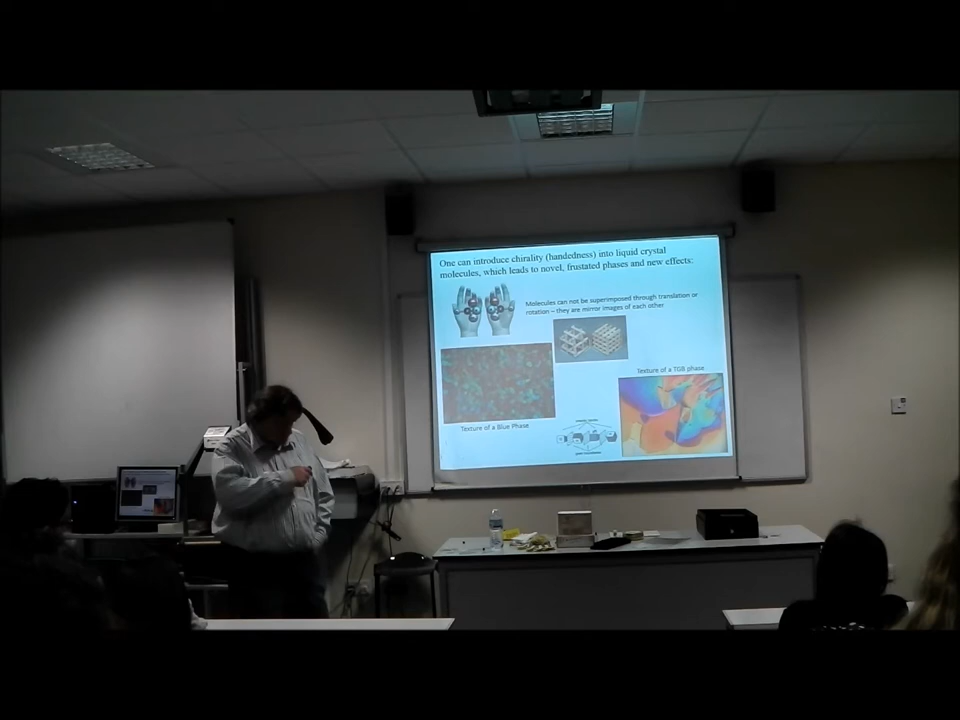 One can introduce chirality (handedness) into liquid crystal
molecules, which leads to novel, frustated phases and new effects:
Molecules can not be superimposed through translation or
rotation – they are mirror images of each other
Texture of a TGB phase
Texture of a Blue Phase